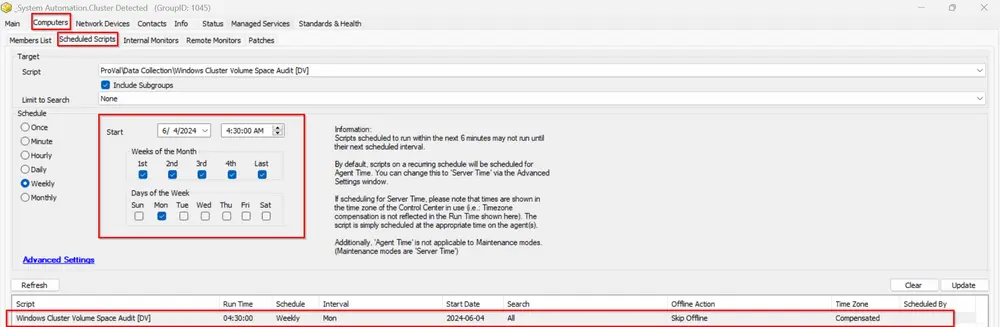 _System Automation.Cluster Detected (GroupID: 1045)
Main Computers Network Devices Contacts Info Status Managed Services Standards & Health
Members List Scheduled Scripts Internal Monitors Remote Monitors Patches
Target
Script ProVal\Data Collection\Windows Cluster Volume Space Audit [DV]
Include Subgroups
Limit to Search None
Schedule
Once
Minute
Hourly
Daily
Weekly
Monthly
Start 6/ 4/2024 4:30:00 AM
Weeks of the Month
1st 2nd 3rd 4th Last
Days of the Week
Sun Mon Tue Wed Thu Fri Sat
Information:
Scripts scheduled to run within the next 6 minutes may not run until
their next scheduled interval.
By default, scripts on a recurring schedule will be scheduled for
Agent Time. You can change this to 'Server Time' via the Advanced
Settings window.
If scheduling for Server Time, please note that times are shown in
the time zone of the Control Center in use (i.e.; Timezone
compensation is not reflected in the Run Time shown here). The
script is simply scheduled at the appropriate time on the agent(s).
Additionally, 'Agent Time' is not applicable to Maintenance modes.
(Maintenance modes are 'Server Time')
Advanced Settings
Refresh Clear Update
Script Run Time Schedule Interval Start Date Search Offline Action Time Zone Scheduled By
Windows Cluster Volume Space Audit [DV] 04:30:00 Weekly Mon 2024-06-04 All Skip Offline Compensated